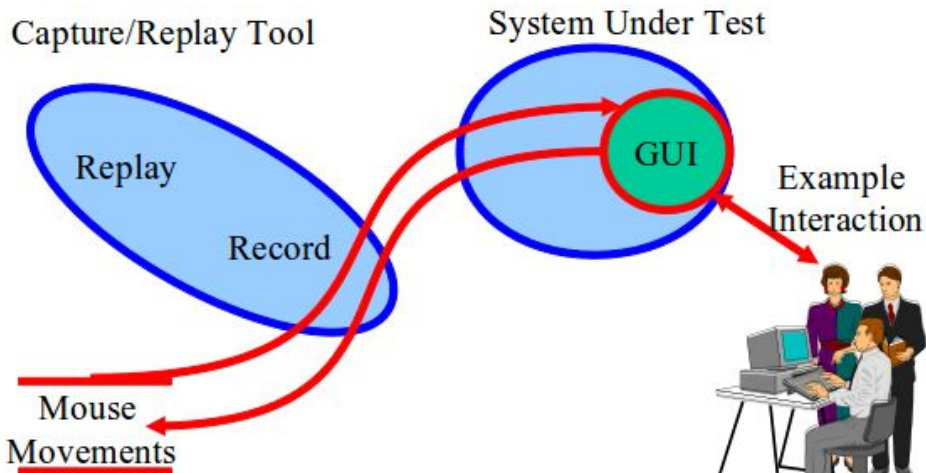 Capture/Replay Tool
System Under Test
Replay
Record
GUI
Example
Interaction
Mouse
Movements